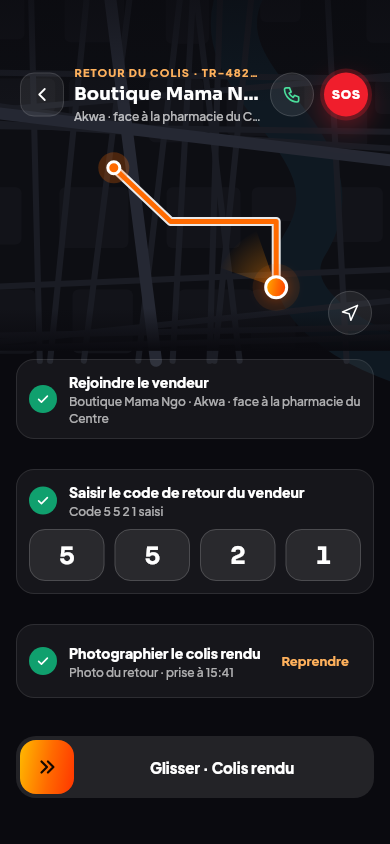 RETOUR DU COLIS · TR-482…
Boutique Mama N…
Akwa · face à la pharmacie du C…
SOS
Rejoindre le vendeur
Boutique Mama Ngo · Akwa · face à la pharmacie du
Centre
Saisir le code de retour du vendeur
Code 5 5 2 1 saisi
5 5 2 1
Photographier le colis rendu
Photo du retour · prise à 15:41
Reprendre
Glisser · Colis rendu